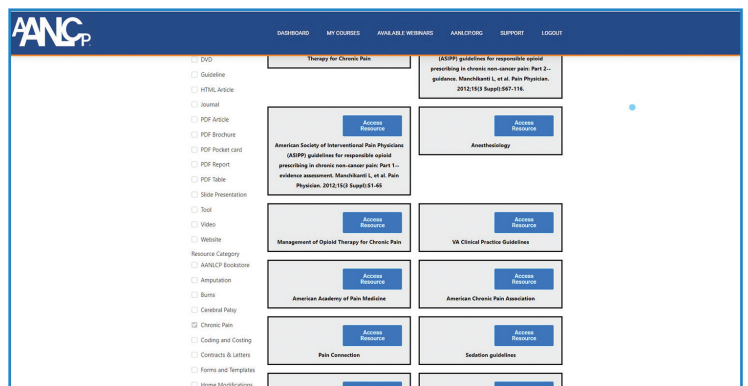 AANLCP.
DASHBOARD MY COURSES AVAILABLE WEBINARS AANLCP.ORG SUPPORT LOGOUT
DVD
Guideline
HTML Article
Journal
PDF Article
PDF Brochure
PDF Pocket card
PDF Report
PDF Table
Slide Presentation
Tool
Video
Website
Resource Category
AANLCP Bookstore
Amputation
Burns
Cerebral Palsy
Chronic Pain
Coding and Costing
Contracts & Letters
Forms and Templates
Home Modifications
Therapy for Chronic Pain
(ASIPP) guidelines for responsible opioid
prescribing in chronic non-cancer pain: Part 2--
guidance. Manchikanti L, et al. Pain Physician.
2012;15(3 Suppl):S67-116.
Access
Resource
American Society of Interventional Pain Physicians
(ASIPP) guidelines for responsible opioid
prescribing in chronic non-cancer pain: Part 1--
evidence assessment. Manchikanti L, et al. Pain
Physician. 2012;15(3 Suppl):S1-65
Access
Resource
Anesthesiology
Access
Resource
Management of Opioid Therapy for Chronic Pain
Access
Resource
VA Clinical Practice Guidelines
Access
Resource
American Academy of Pain Medicine
Access
Resource
American Chronic Pain Association
Access
Resource
Pain Connection
Access
Resource
Sedation guidelines